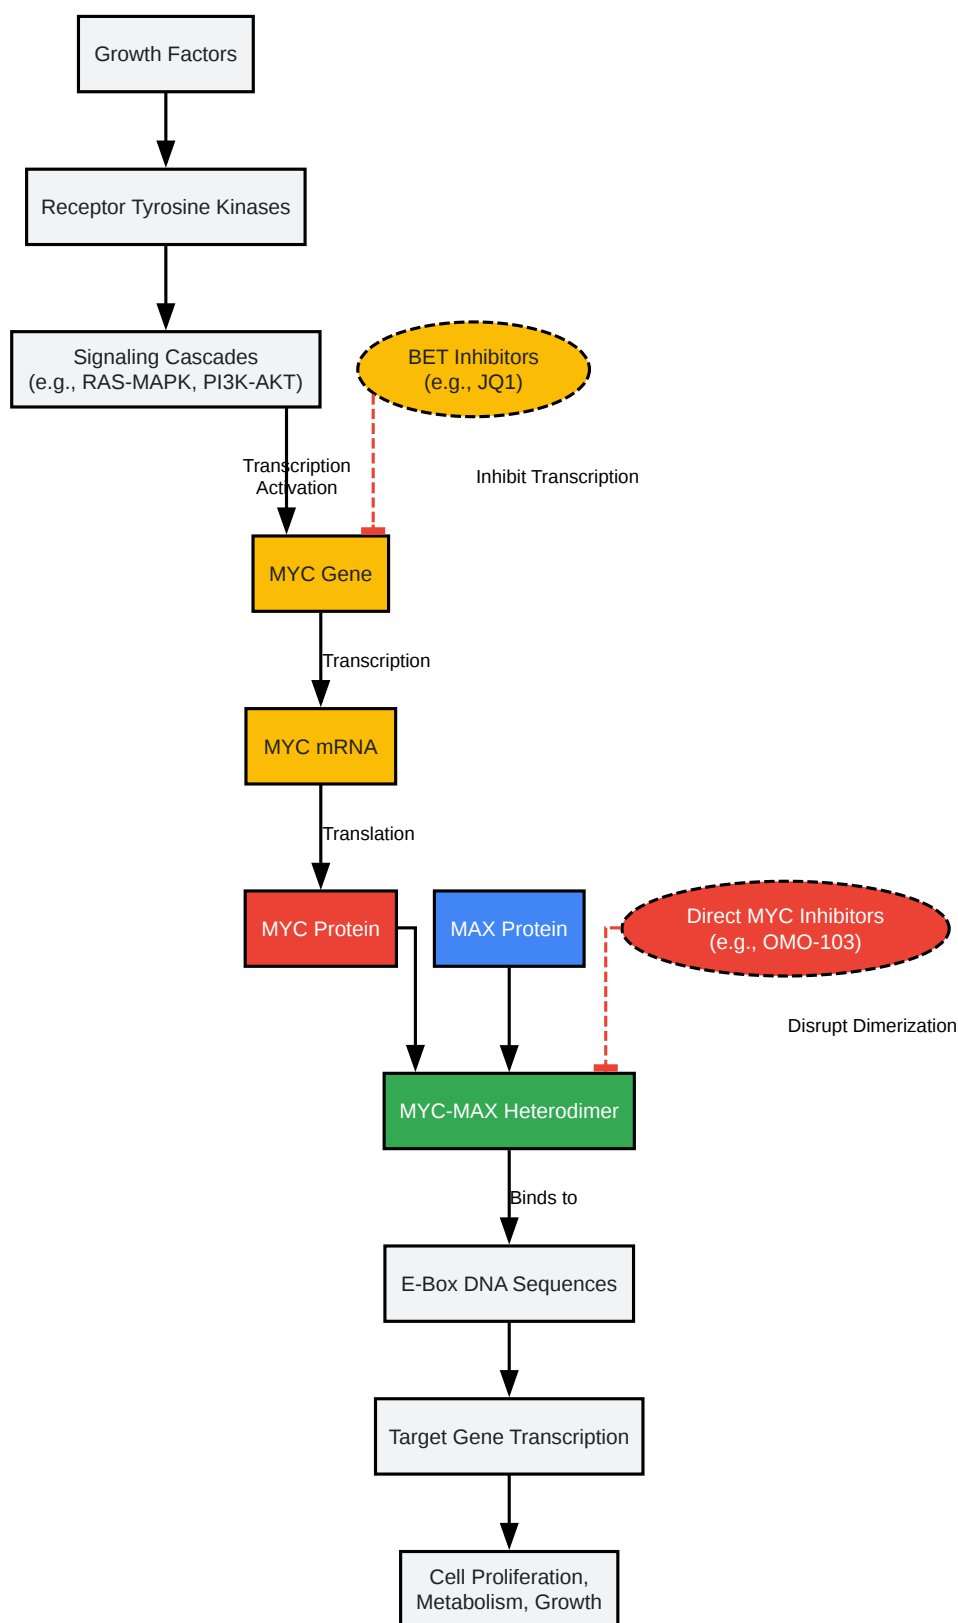 Growth Factors
Receptor Tyrosine Kinases
Signaling Cascades
(e.g., RAS-MAPK, PI3K-AKT)
BET Inhibitors
(e.g., JQ1)
Transcription
Activation
Inhibit Transcription
MYC Gene
Transcription
MYC mRNA
Translation
MYC Protein
MAX Protein
Direct MYC Inhibitors
(e.g., OMO-103)
Disrupt Dimerization
MYC-MAX Heterodimer
Binds to
E-Box DNA Sequences
Target Gene Transcription
Cell Proliferation,
Metabolism, Growth